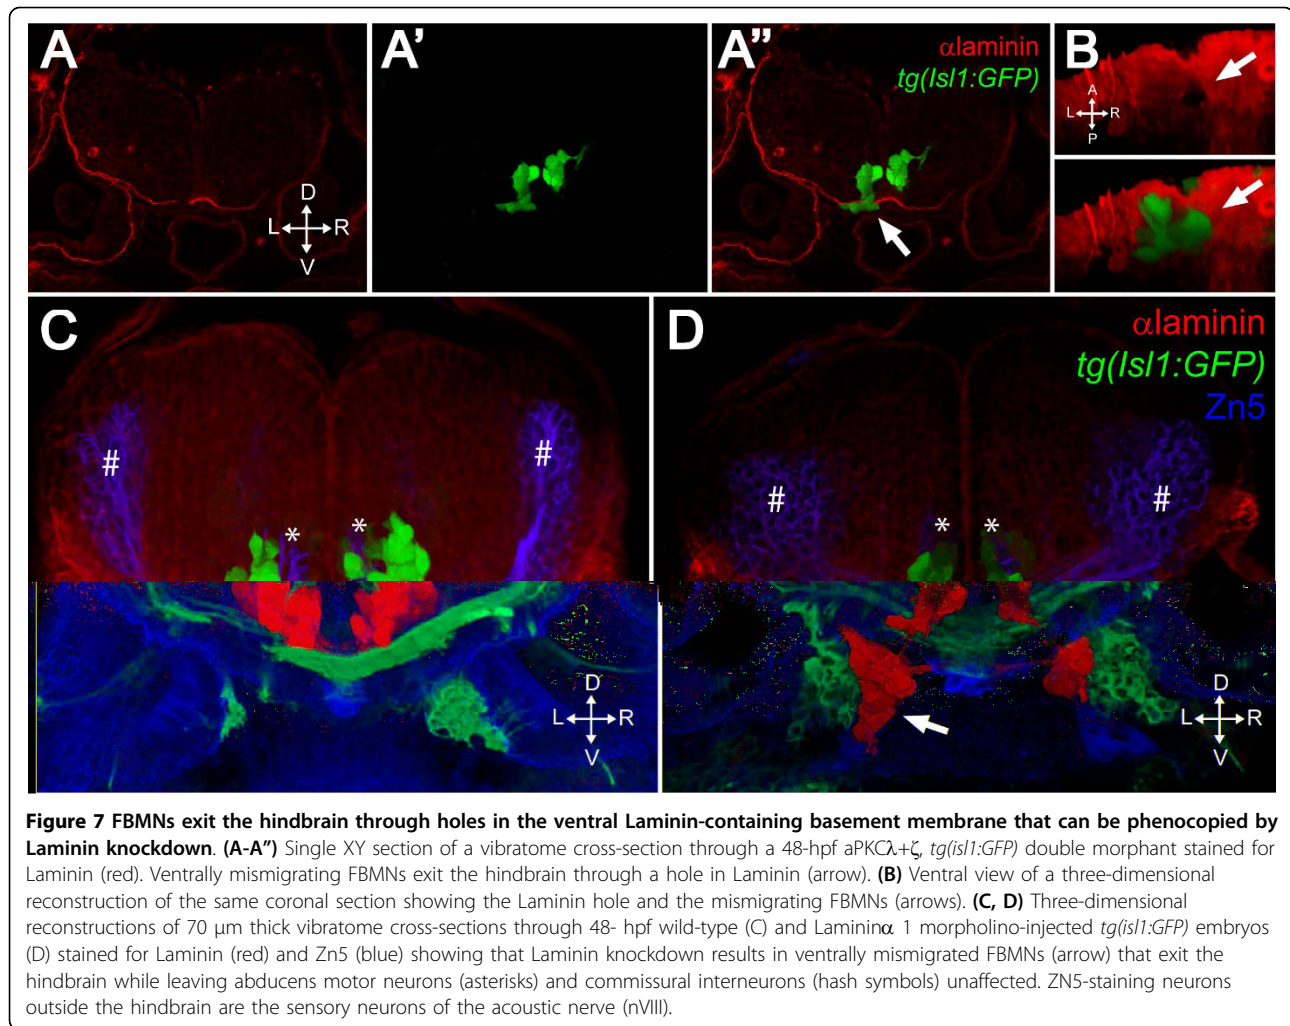 A
A'
A"
αlaminin
tg(Isl1:GFP)
B
A
L R
P
D
L R
V
C
D
αlaminin
tg(Isl1:GFP)
Zn5
# #
* *
# #
* *
D
L R
V
D
L R
V
Figure 7 FBMNs exit the hindbrain through holes in the ventral Laminin-containing basement membrane that can be phenocopied by
Laminin knockdown. (A-A") Single XY section of a vibratome cross-section through a 48-hpf aPKCλ+ζ, tg(isl1:GFP) double morphant stained for
Laminin (red). Ventrally mismigrating FBMNs exit the hindbrain through a hole in Laminin (arrow). (B) Ventral view of a three-dimensional
reconstruction of the same coronal section showing the Laminin hole and the mismigrating FBMNs (arrows). (C, D) Three-dimensional
reconstructions of 70 μm thick vibratome cross-sections through 48- hpf wild-type (C) and Lamininα 1 morpholino-injected tg(isl1:GFP) embryos
(D) stained for Laminin (red) and Zn5 (blue) showing that Laminin knockdown results in ventrally mismigrated FBMNs (arrow) that exit the
hindbrain while leaving abducens motor neurons (asterisks) and commissural interneurons (hash symbols) unaffected. ZN5-staining neurons
outside the hindbrain are the sensory neurons of the acoustic nerve (nVIII).